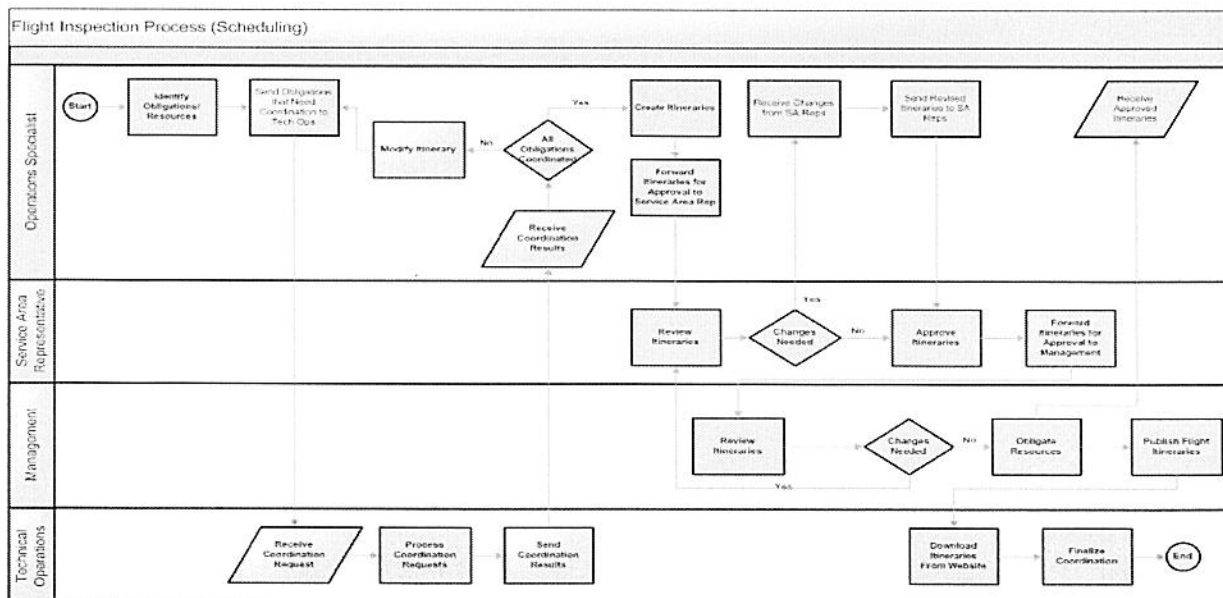 Flight Inspection Process (Scheduling)
Operations Specialist
Start
Identify
Obligations/
Resources
Send Obligations
that Need
Coordination to
Tech Ops
Modify Itinerary
No
All
Obligations
Coordinated
Yes
Receive
Coordination
Results
Create Itineraries
Forward
Itineraries for
Approval to
Service Area Rep
Receive Changes
from SA Reps
Send Revised
Itineraries to SA
Reps
Receive
Approved
Itineraries
Service Area
Representative
Review
Itineraries
Changes
Needed
Yes
No
Approve
Itineraries
Forward
Itineraries for
Approval to
Management
Management
Review
Itineraries
Changes
Needed
Yes
No
Obligate
Resources
Publish Flight
Itineraries
Technical
Operations
Receive
Coordination
Request
Process
Coordination
Requests
Send
Coordination
Results
Download
Itineraries
From Website
Finalize
Coordination
End